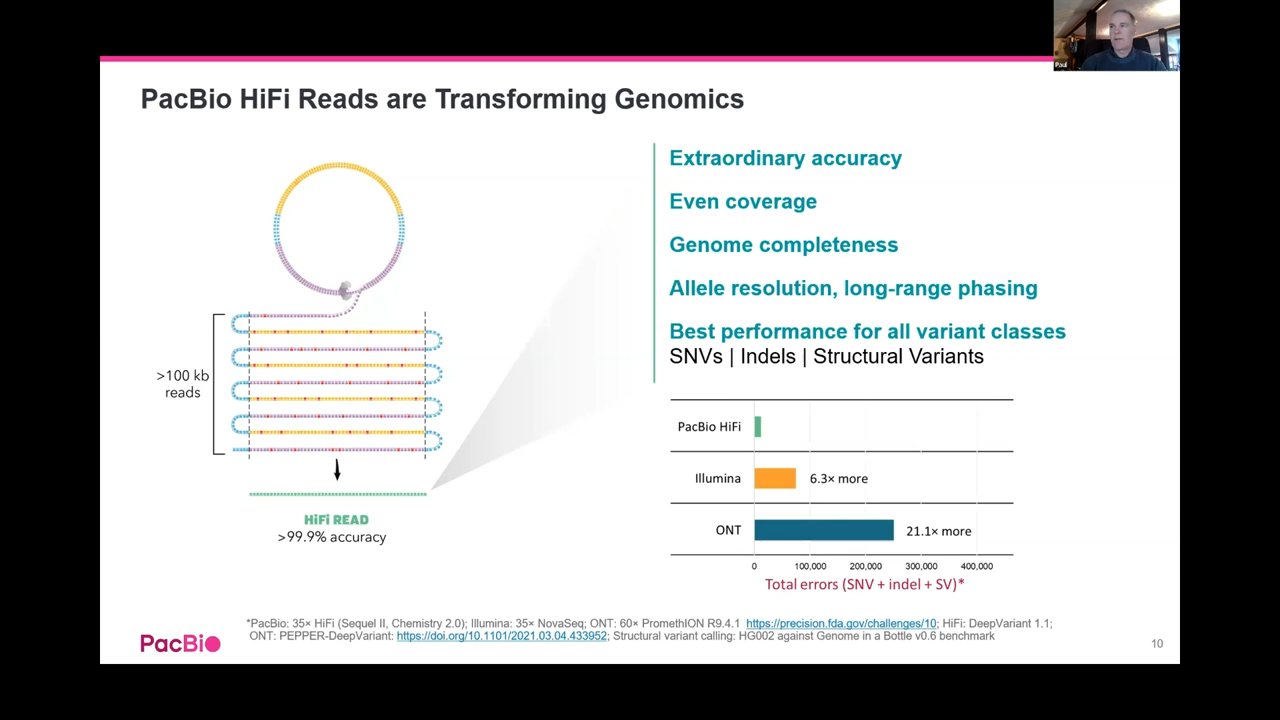 Paul
PacBio HiFi Reads are Transforming Genomics
>100 kb
reads
HiFi READ
>99.9% accuracy
Extraordinary accuracy
Even coverage
Genome completeness
Allele resolution, long-range phasing
Best performance for all variant classes
SNVs | Indels | Structural Variants
PacBio HiFi
Illumina
6.3× more
ONT
21.1× more
0 100,000 200,000 300,000 400,000
Total errors (SNV + indel + SV)*
*PacBio: 35× HiFi (Sequel II, Chemistry 2.0); Illumina: 35× NovaSeq; ONT: 60× PromethION R9.4.1 https://precision.fda.gov/challenges/10; HiFi: DeepVariant 1.1;
ONT: PEPPER-DeepVariant: https://doi.org/10.1101/2021.03.04.433952; Structural variant calling: HG002 against Genome in a Bottle v0.6 benchmark
PacBio
10